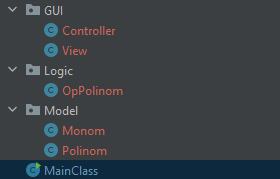 GUI
Controller
View
Logic
OpPolinom
Model
Monom
Polinom
MainClass